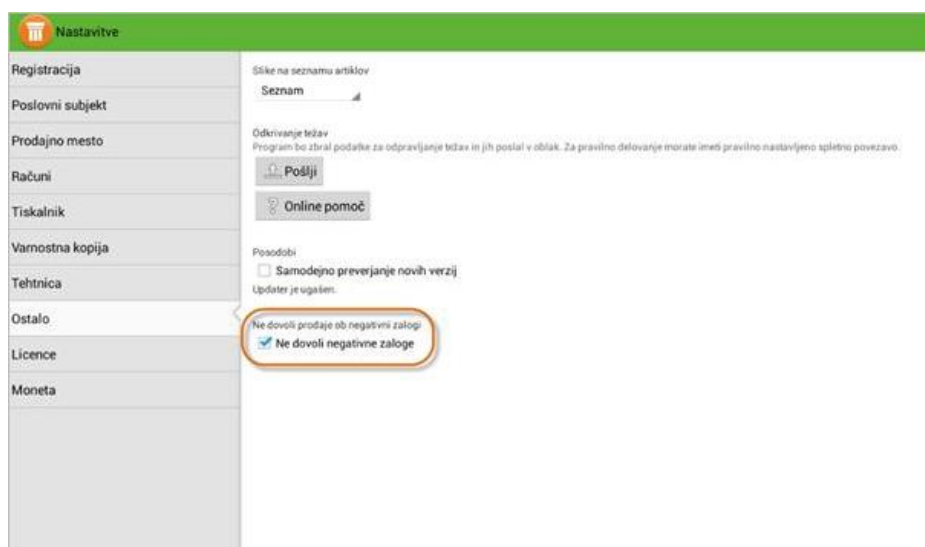 Nastavitve
Registracija
Poslovni subjekt
Prodajno mesto
Računi
Tiskalnik
Varnostna kopija
Tehtnica
Ostalo
Licence
Moneta
Slike na seznamu artiklov
Seznam
Odkrivanje težav
Program bo zbral podatke za odpravljanje težav in jih poslal v oblak. Za pravilno delovanje morate imeti pravilno nastavljeno spletno povezavo.
Pošlji
Online pomoč
Posodobi
Samodejno preverjanje novih verzij
Updater je ugašen.
Ne dovoli prodaje ob negativni zalogi
Ne dovoli negativne zaloge